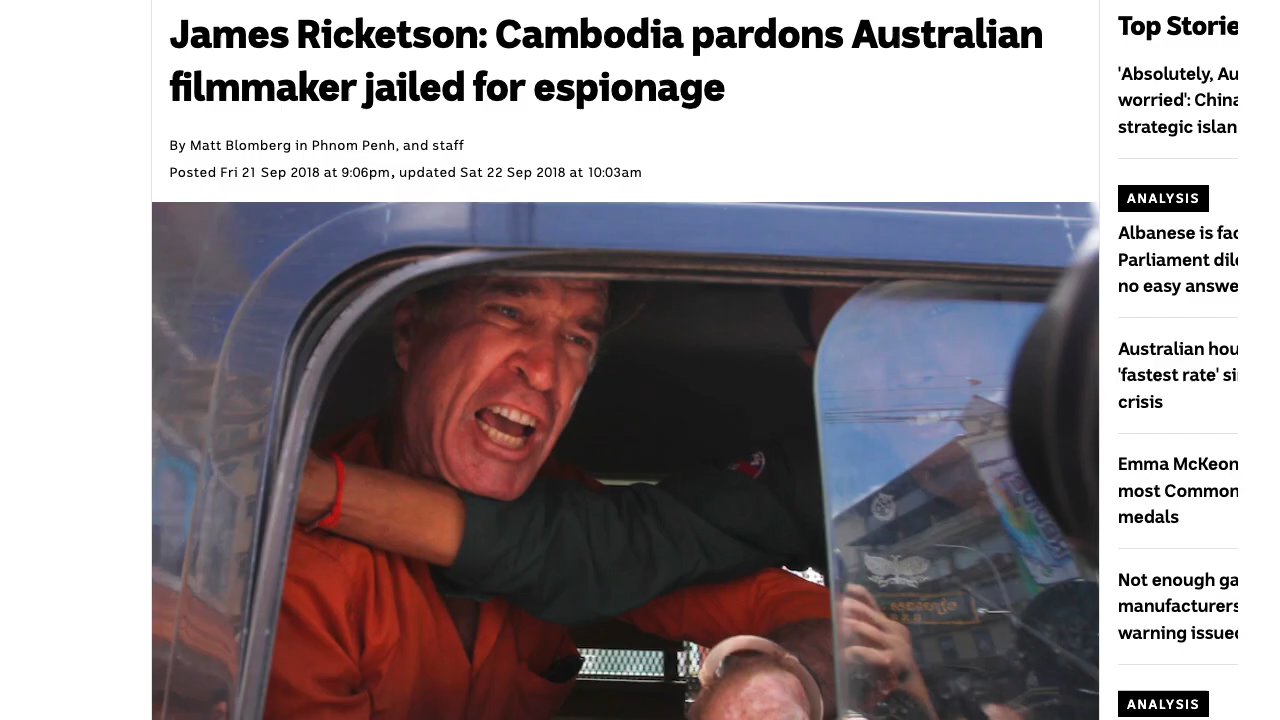 James Ricketson: Cambodia pardons Australian
filmmaker jailed for espionage
By Matt Blomberg in Phnom Penh, and staff
Posted Fri 21 Sep 2018 at 9:06pm, updated Sat 22 Sep 2018 at 10:03am
Top Storie
'Absolutely, Au
worried': China
strategic islan
ANALYSIS
Albanese is fac
Parliament dile
no easy answe
Australian hou
'fastest rate' si
crisis
Emma McKeon
most Common
medals
Not enough ga
manufacturers
warning issued
ANALYSIS